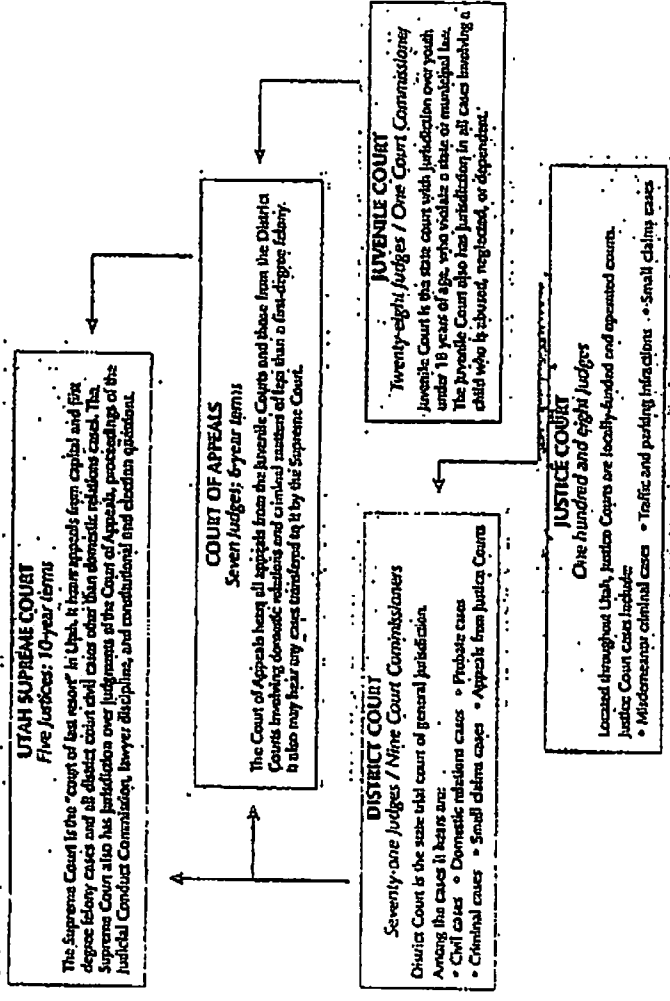 UTAH SUPREME COURT
Five Justices; 10-year terms
The Supreme Court is the "court of last resort" in Utah. It hears appeals from capital and first
degree felony cases and all district court civil cases other than domestic relations cases. The
Supreme Court also has jurisdiction over judgments of the Court of Appeals, proceedings of the
Judicial Conduct Commission, lawyer discipline, and constitutional and election questions.
COURT OF APPEALS
Seven Judges; 6-year terms
The Court of Appeals hears all appeals from the Juvenile Courts and those from the District
Courts involving domestic relations and criminal matters of less than a first-degree felony.
It also may hear any cases transferred to it by the Supreme Court.
DISTRICT COURT
Seventy-one Judges / Nine Court Commissioners
District Court is the state trial court of general jurisdiction.
Among the cases it hears are:
• Civil cases • Domestic relations cases • Probate cases
• Criminal cases • Small claims cases • Appeals from Justice Courts
JUVENILE COURT
Twenty-eight Judges / One Court Commissioner
Juvenile Court is the state court with jurisdiction over youth
under 18 years of age, who violate a state or municipal law.
The Juvenile Court also has jurisdiction in all cases involving a
child who is abused, neglected, or dependent.
JUSTICE COURT
One hundred and eight Judges
Located throughout Utah, Justice Courts are locally-funded and operated courts.
Justice Court cases include:
• Misdemeanor criminal cases • Traffic and parking infractions • Small claims cases